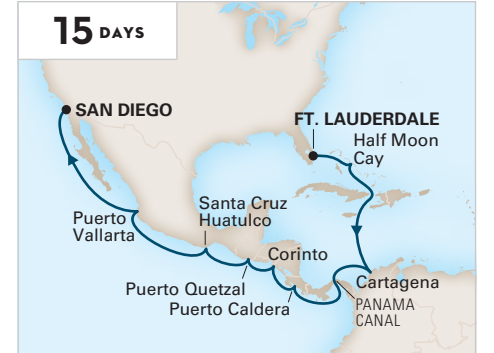 15 DAYS
SAN DIEGO
FT. LAUDERDALE
Half Moon
Cay
Santa Cruz
Huatulco
Puerto
Vallarta
Corinto
Puerto Quetzal
Puerto Caldera
Cartagena
PANAMA
CANAL